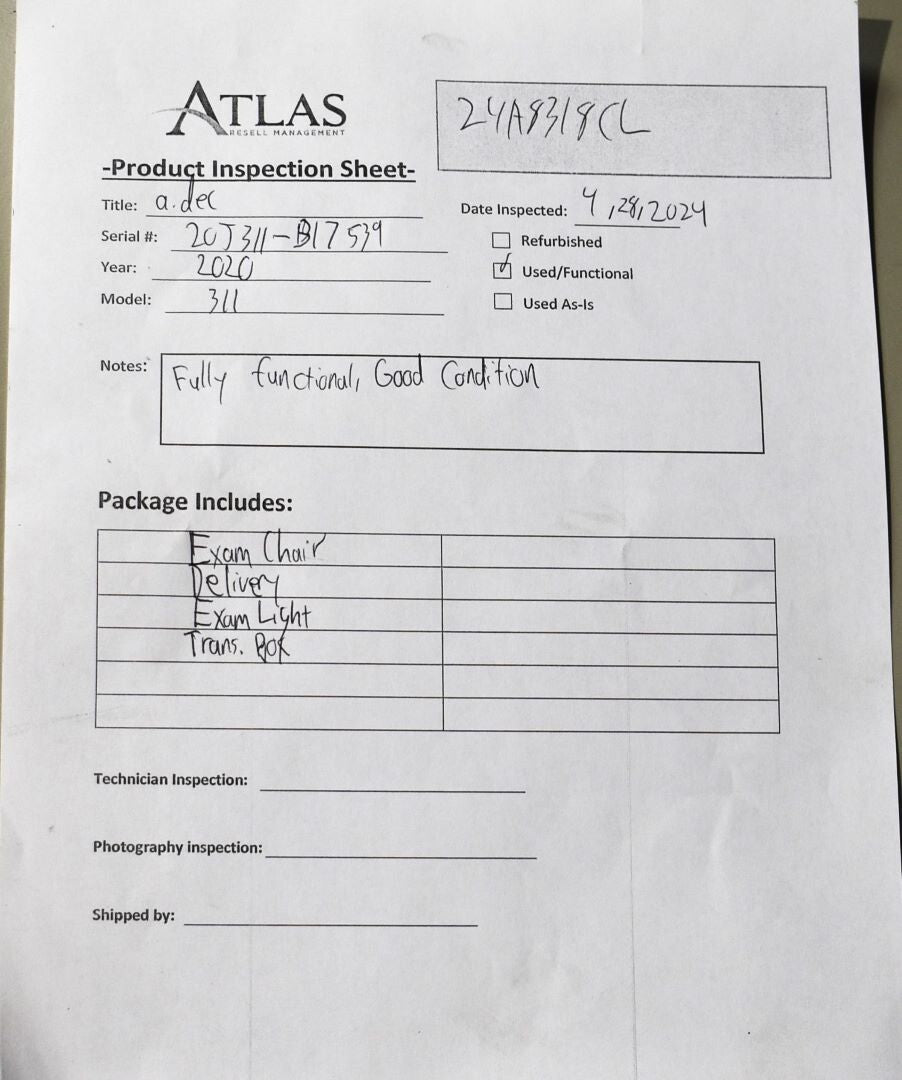 ATLAS
RESELL MANAGEMENT
24A8318CL
-Product Inspection Sheet-
Title: a.dec
Date Inspected: 4,28,2024
Serial #: 20J311-B17539
Refurbished
Year: 2020
Used/Functional
Model: 311
Used As-Is
Notes: Fully functional, Good Condition
Package Includes:
Exam Chair
Delivery
Exam Light
Trans. Box
Technician Inspection:
Photography inspection:
Shipped by: